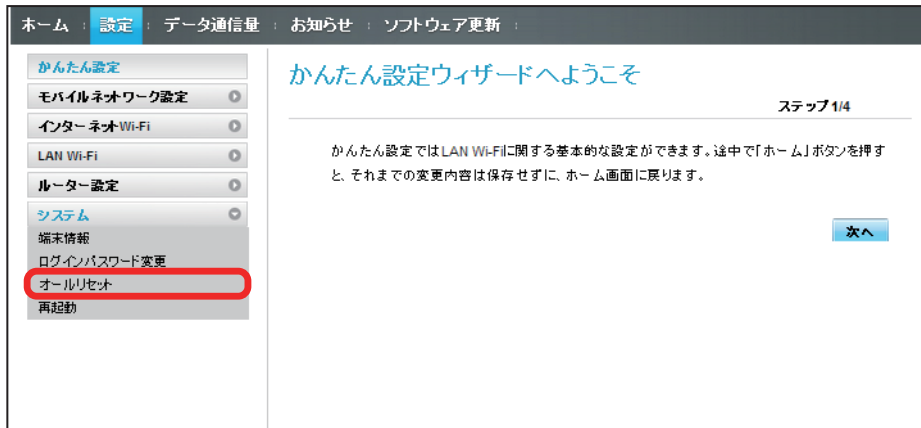 ホーム 設定 データ通信量 お知らせ ソフトウェア更新
かんたん設定
モバイルネットワーク設定
インターネットWi-Fi
LAN Wi-Fi
ルーター設定
システム
端末情報
ログインパスワード変更
オールリセット
再起動
かんたん設定ウィザードへようこそ
ステップ1/4
かんたん設定ではLAN Wi-Fiに関する基本的な設定ができます。途中で「ホーム」ボタンを押す
と、それまでの変更内容は保存せずに、ホーム画面に戻ります。
次へ